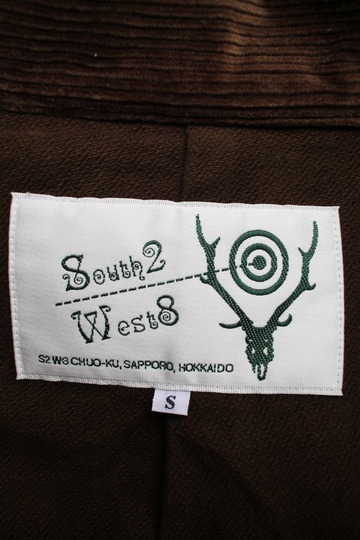 South2
West8
S2 W8 CHUO-KU, SAPPORO, HOKKAIDO
S